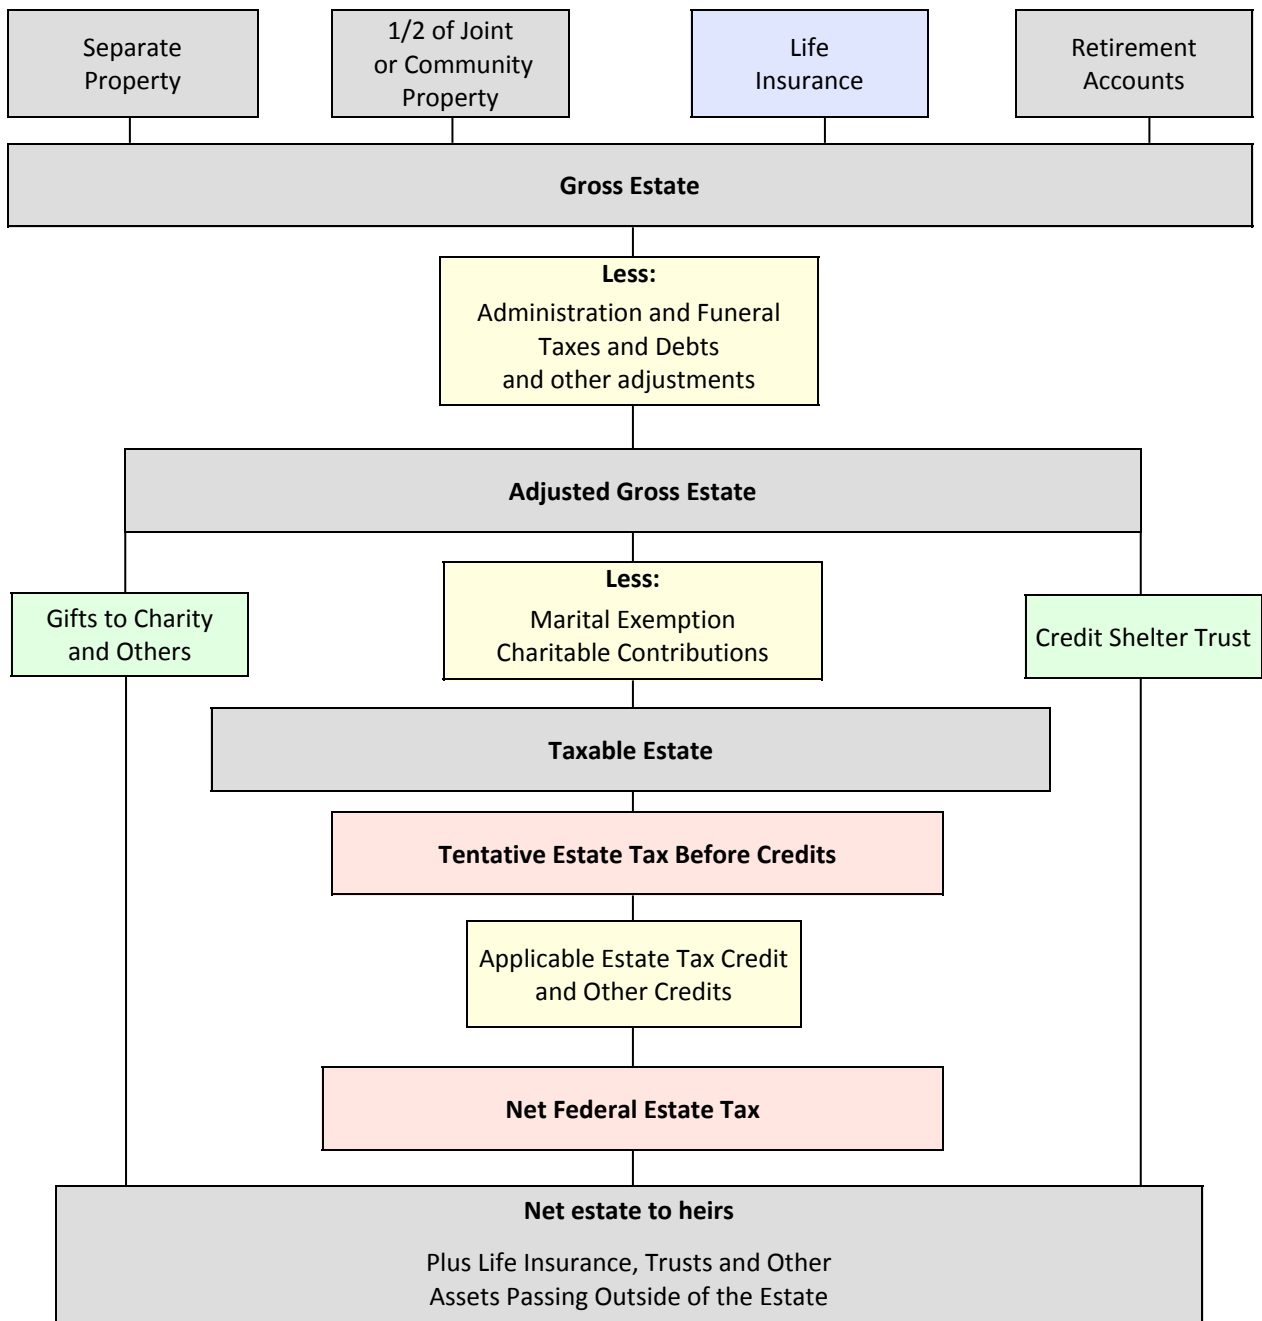 Separate
Property
1/2 of Joint
or Community
Property
Life
Insurance
Retirement
Accounts
Gross Estate
Less:
Administration and Funeral
Taxes and Debts
and other adjustments
Adjusted Gross Estate
Gifts to Charity
and Others
Less:
Marital Exemption
Charitable Contributions
Credit Shelter Trust
Taxable Estate
Tentative Estate Tax Before Credits
Applicable Estate Tax Credit
and Other Credits
Net Federal Estate Tax
Net estate to heirs
Plus Life Insurance, Trusts and Other
Assets Passing Outside of the Estate